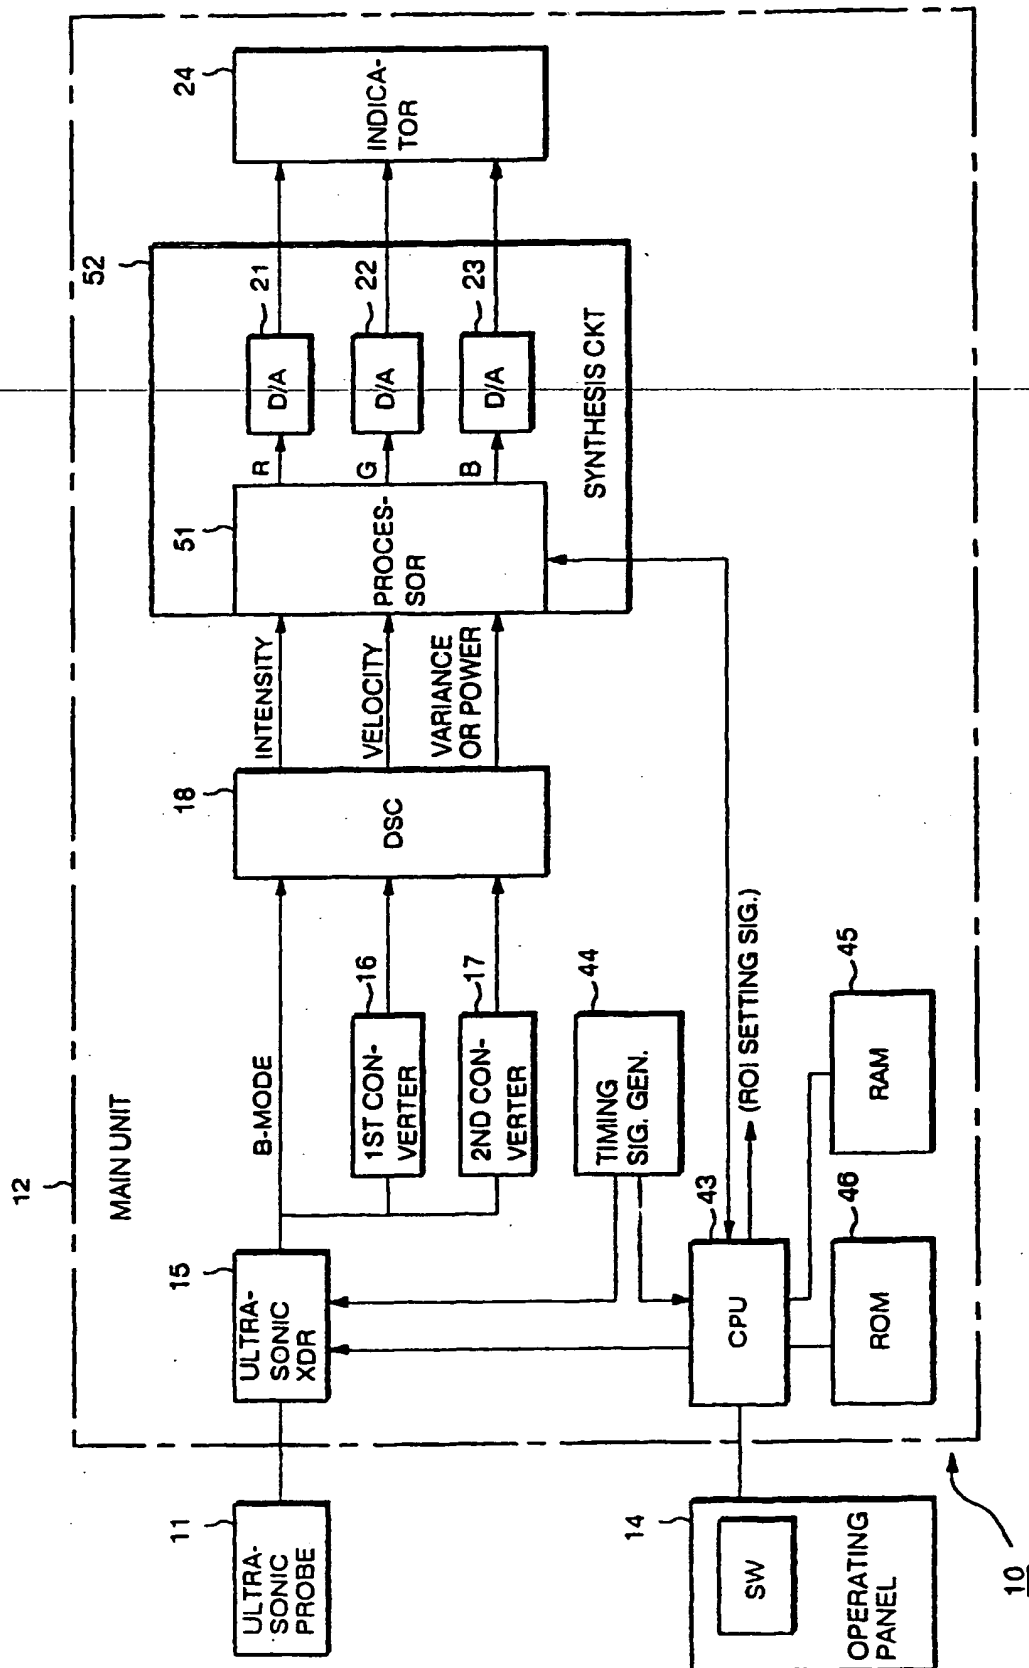 10
11
ULTRA-
SONIC
PROBE
14
SW
OPERATING
PANEL
12
MAIN UNIT
15
ULTRA-
SONIC
XDR
B-MODE
16
1ST CON-
VERTER
17
2ND CON-
VERTER
44
TIMING
SIG. GEN.
43
CPU
(ROI SETTING SIG.)
46
ROM
45
RAM
18
DSC
INTENSITY
VELOCITY
VARIANCE
OR POWER
52
51
PROCES-
SOR
R
G
B
21
D/A
22
D/A
23
D/A
SYNTHESIS CKT
24
INDICA-
TOR